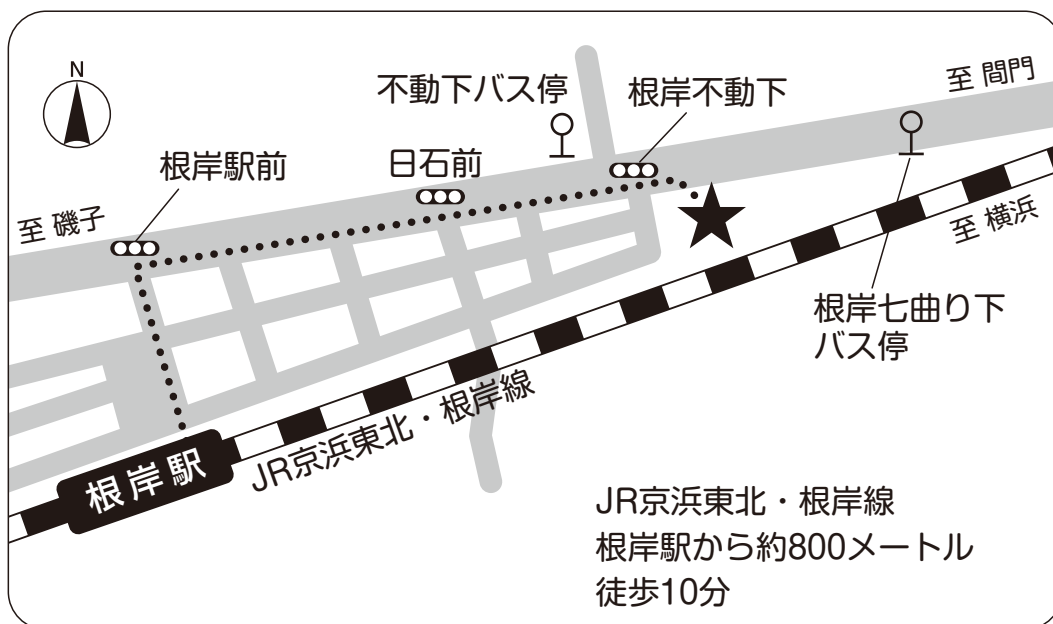 N
不動下バス停
根岸不動下
至 間門
根岸駅前
日石前
至 磯子
至 横浜
根岸七曲り下
バス停
JR京浜東北・根岸線
根岸駅
JR京浜東北・根岸線
根岸駅から約800メートル
徒歩10分